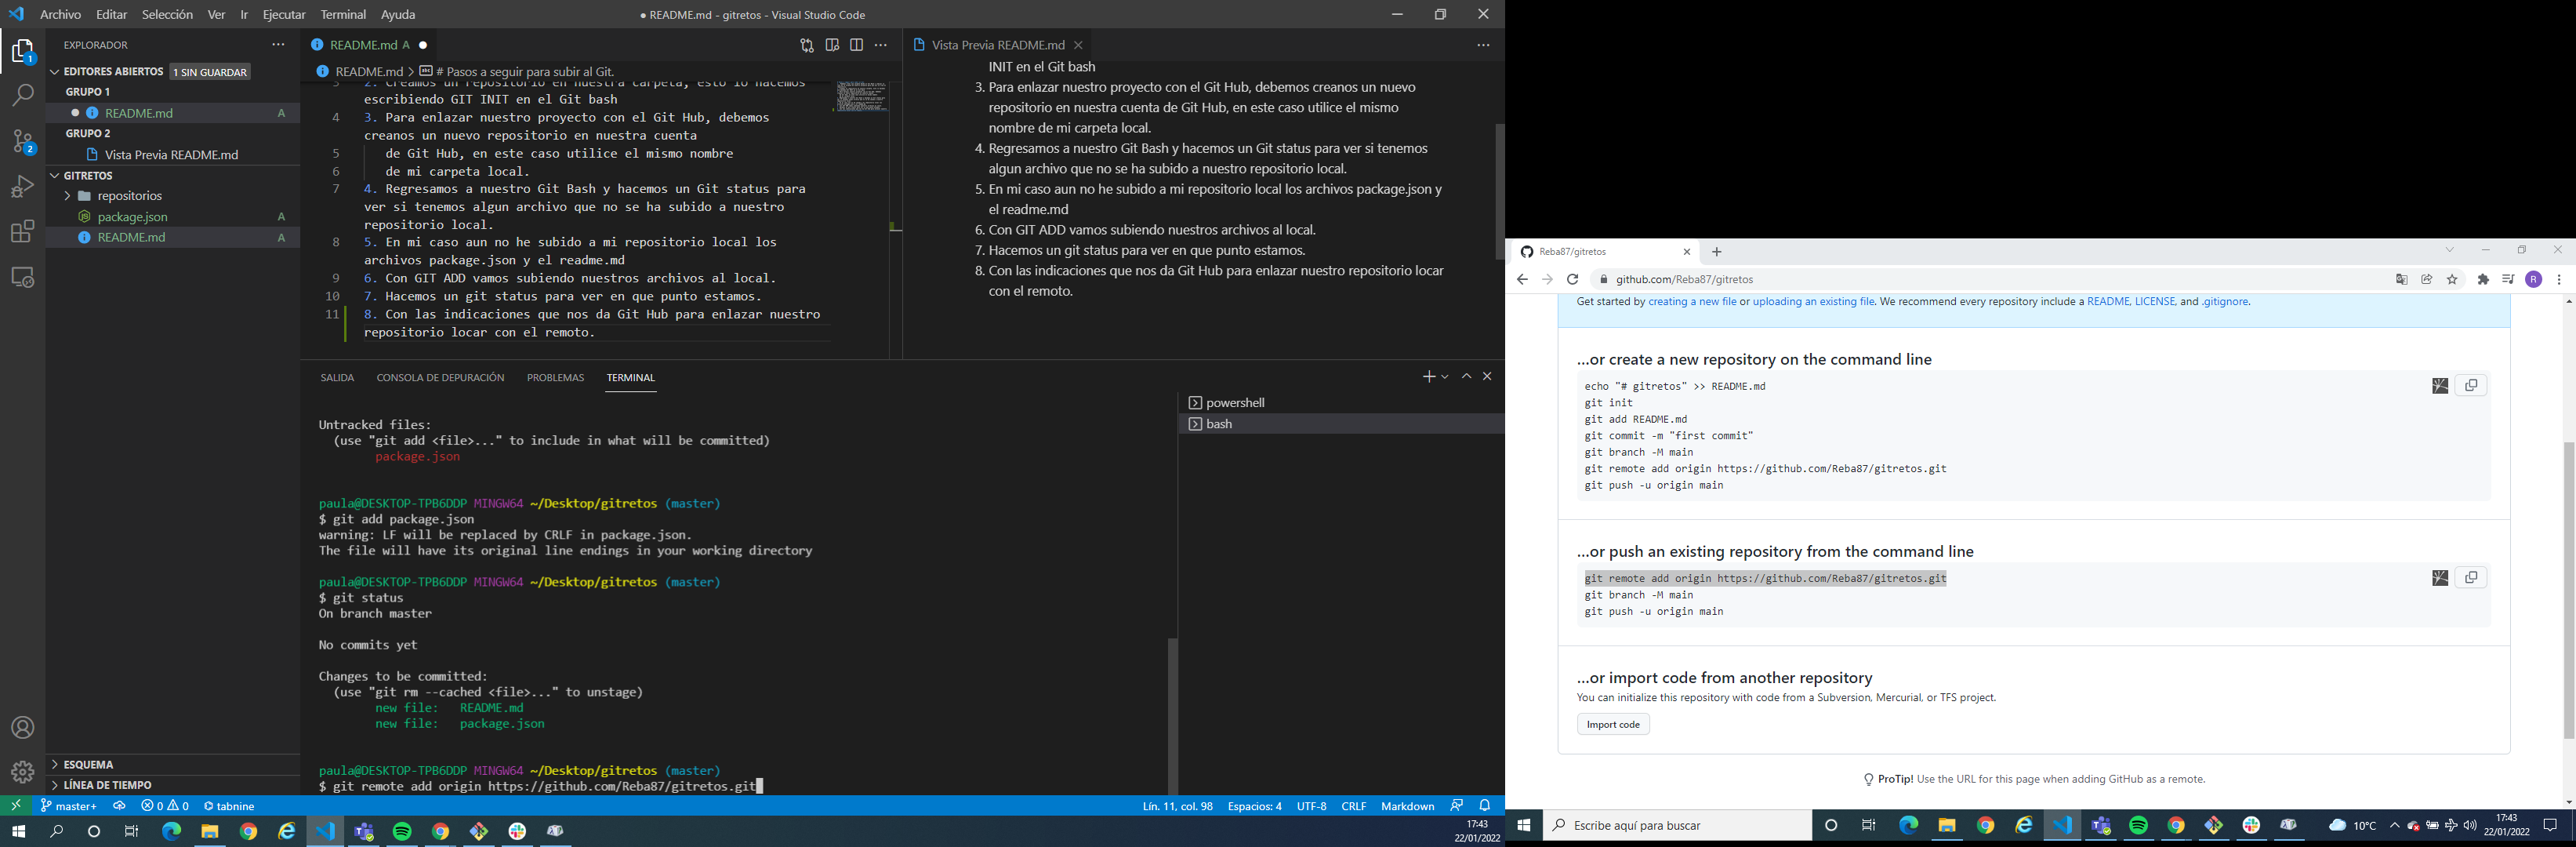 Archivo Editar Selección Ver Ir Ejecutar Terminal Ayuda
● README.md - gitretos - Visual Studio Code
EXPLORADOR
EDITORES ABIERTOS 1 SIN GUARDAR
GRUPO 1
README.md A
GRUPO 2
Vista Previa README.md
GITRETOS
repositorios
package.json A
README.md A
ESQUEMA
LÍNEA DE TIEMPO
1
2
README.md A
README.md > # Pasos a seguir para subir al Git.
3 2. Creamos un repositorio en nuestra carpeta, esto lo hacemos
escribiendo GIT INIT en el Git bash
4 3. Para enlazar nuestro proyecto con el Git Hub, debemos
creanos un nuevo repositorio en nuestra cuenta
5 de Git Hub, en este caso utilice el mismo nombre
6 de mi carpeta local.
7 4. Regresamos a nuestro Git Bash y hacemos un Git status para
ver si tenemos algun archivo que no se ha subido a nuestro
repositorio local.
8 5. En mi caso aun no he subido a mi repositorio local los
archivos package.json y el readme.md
9 6. Con GIT ADD vamos subiendo nuestros archivos al local.
10 7. Hacemos un git status para ver en que punto estamos.
11 8. Con las indicaciones que nos da Git Hub para enlazar nuestro
repositorio locar con el remoto.
Vista Previa README.md
INIT en el Git bash
3. Para enlazar nuestro proyecto con el Git Hub, debemos creanos un nuevo
repositorio en nuestra cuenta de Git Hub, en este caso utilice el mismo
nombre de mi carpeta local.
4. Regresamos a nuestro Git Bash y hacemos un Git status para ver si tenemos
algun archivo que no se ha subido a nuestro repositorio local.
5. En mi caso aun no he subido a mi repositorio local los archivos package.json y
el readme.md
6. Con GIT ADD vamos subiendo nuestros archivos al local.
7. Hacemos un git status para ver en que punto estamos.
8. Con las indicaciones que nos da Git Hub para enlazar nuestro repositorio locar
con el remoto.
SALIDA CONSOLA DE DEPURACIÓN PROBLEMAS TERMINAL
powershell
bash
Untracked files:
(use "git add <file>..." to include in what will be committed)
package.json
paula@DESKTOP-TPB6DDP MINGW64 ~/Desktop/gitretos (master)
$ git add package.json
warning: LF will be replaced by CRLF in package.json.
The file will have its original line endings in your working directory
paula@DESKTOP-TPB6DDP MINGW64 ~/Desktop/gitretos (master)
$ git status
On branch master
No commits yet
Changes to be committed:
(use "git rm --cached <file>..." to unstage)
new file: README.md
new file: package.json
paula@DESKTOP-TPB6DDP MINGW64 ~/Desktop/gitretos (master)
$ git remote add origin https://github.com/Reba87/gitretos.git
master+ 0 0 tabnine
Lín. 11, col. 98 Espacios: 4 UTF-8 CRLF Markdown
17:43
22/01/2022
Reba87/gitretos
github.com/Reba87/gitretos
R
Get started by creating a new file or uploading an existing file. We recommend every repository include a README, LICENSE, and .gitignore.
...or create a new repository on the command line
echo "# gitretos" >> README.md
git init
git add README.md
git commit -m "first commit"
git branch -M main
git remote add origin https://github.com/Reba87/gitretos.git
git push -u origin main
...or push an existing repository from the command line
git remote add origin https://github.com/Reba87/gitretos.git
git branch -M main
git push -u origin main
...or import code from another repository
You can initialize this repository with code from a Subversion, Mercurial, or TFS project.
Import code
ProTip! Use the URL for this page when adding GitHub as a remote.
Escribe aquí para buscar
10°C
17:43
22/01/2022